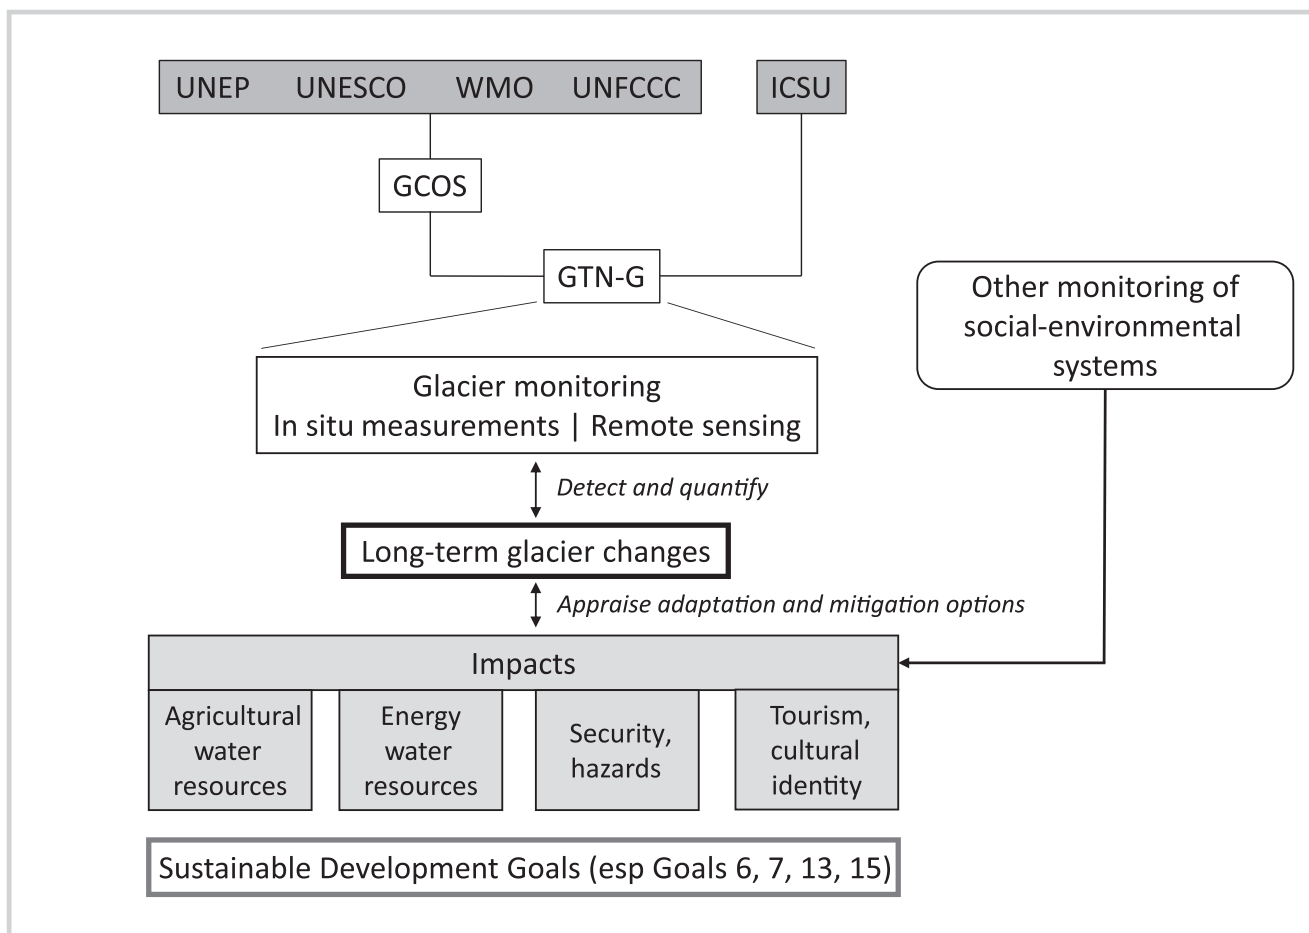 UNEP UNESCO WMO UNFCCC ICSU
GCOS
GTN-G
Other monitoring of
social-environmental
systems
Glacier monitoring
In situ measurements | Remote sensing
Detect and quantify
Long-term glacier changes
Appraise adaptation and mitigation options
Impacts
Agricultural
water
resources
Energy
water
resources
Security,
hazards
Tourism,
cultural
identity
Sustainable Development Goals (esp Goals 6, 7, 13, 15)